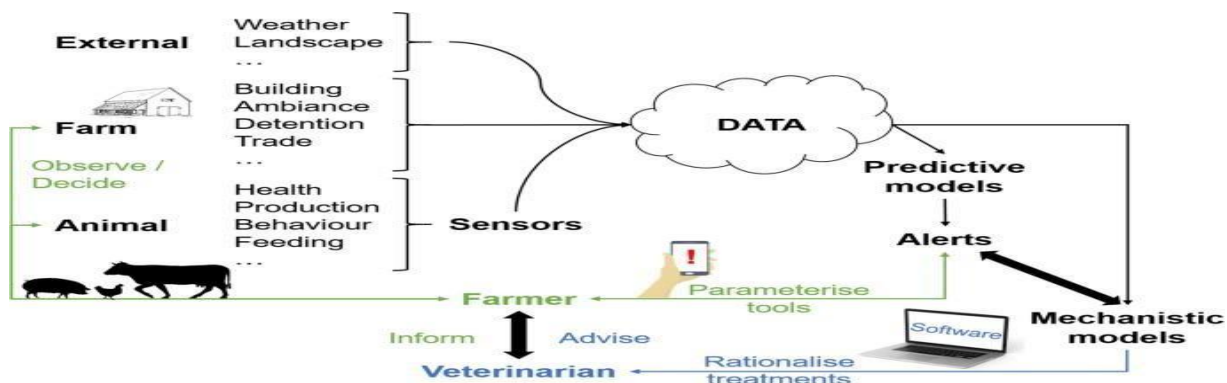 External
Weather
Landscape
...
Farm
Building
Ambiance
Detention
Trade
...
Observe /
Decide
Animal
Health
Production
Behaviour
Feeding
...
Sensors
DATA
Predictive
models
Alerts
!
Farmer
Parameterise
tools
Inform
Advise
Software
Mechanistic
models
Veterinarian
Rationalise
treatments